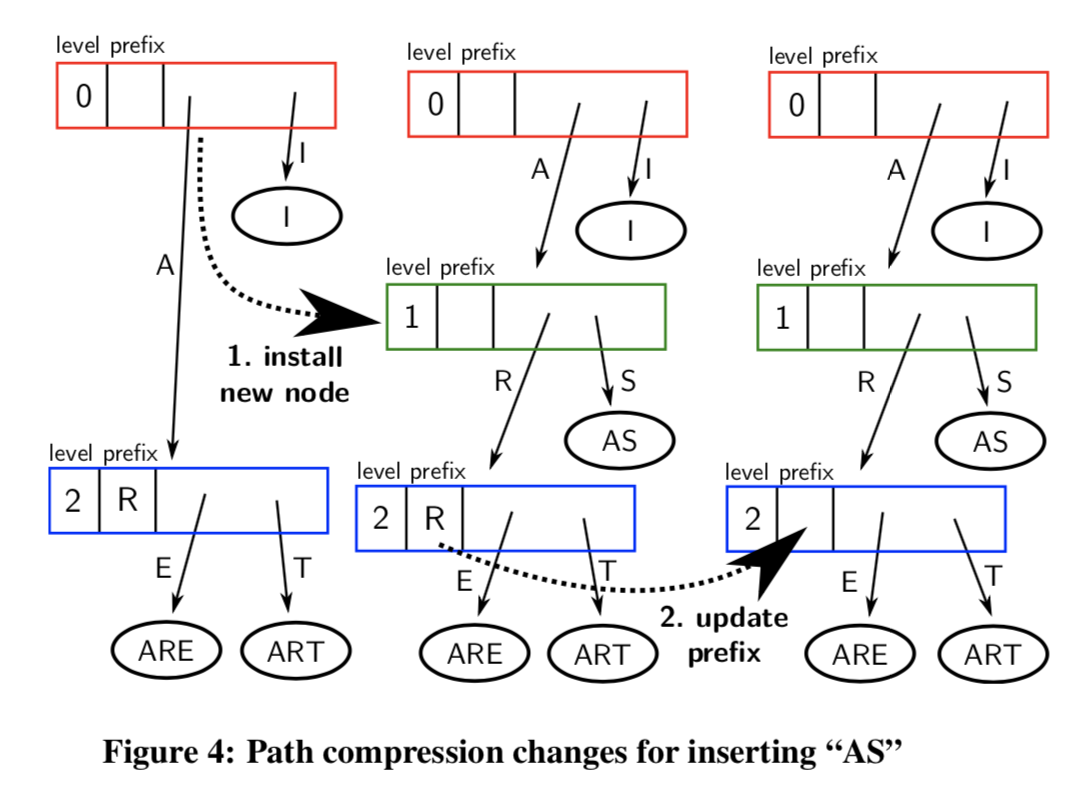 level prefix
0
A
I
I
level prefix
2 R
E
T
ARE
ART
1. install
new node
level prefix
0
A
I
I
level prefix
1
R
S
AS
level prefix
2 R
E
T
ARE
ART
2. update
prefix
level prefix
0
A
I
I
level prefix
1
R
S
AS
level prefix
2
E
T
ARE
ART
Figure 4: Path compression changes for inserting “AS”